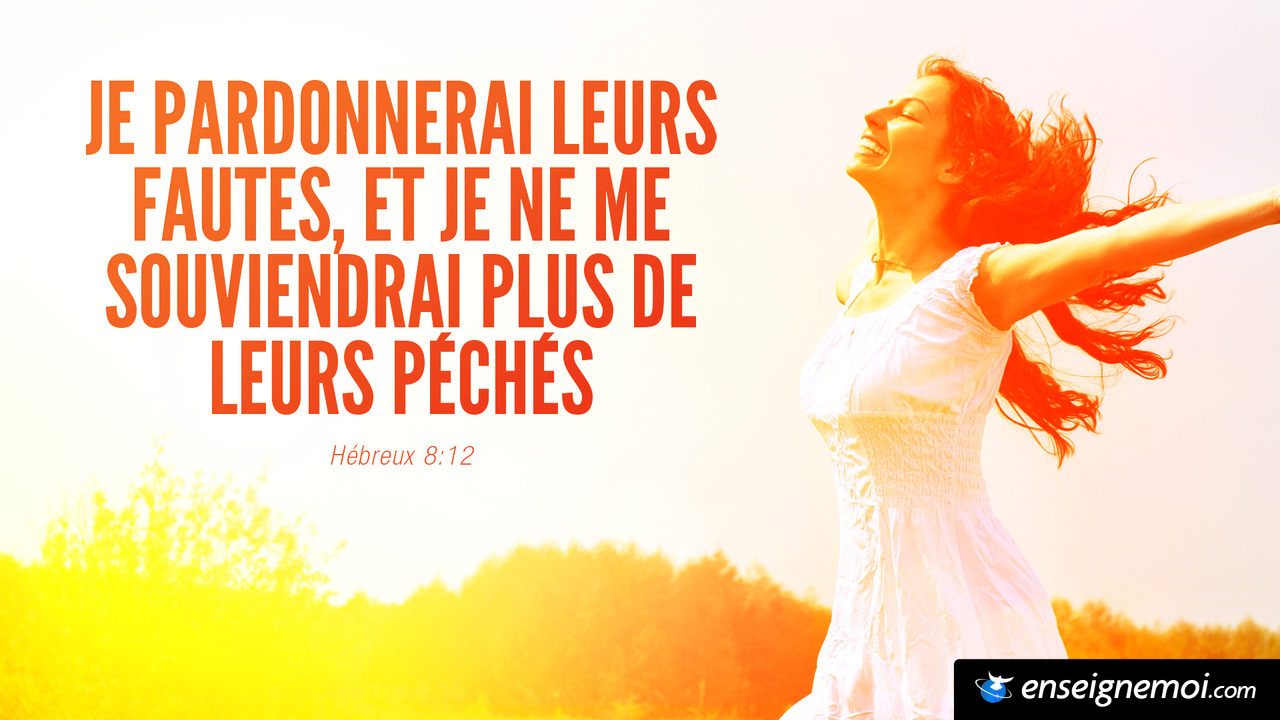 JE PARDONNERAI LEURS
FAUTES, ET JE NE ME
SOUVIENDRAI PLUS DE
LEURS PÉCHÉS
Hébreux 8:12
enseignemoi.com